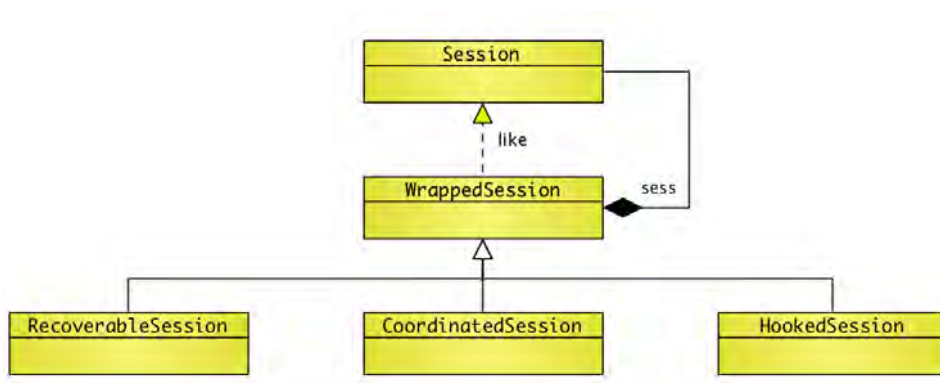 Session
like
WrappedSession
sess
RecoverableSession
CoordinatedSession
HookedSession